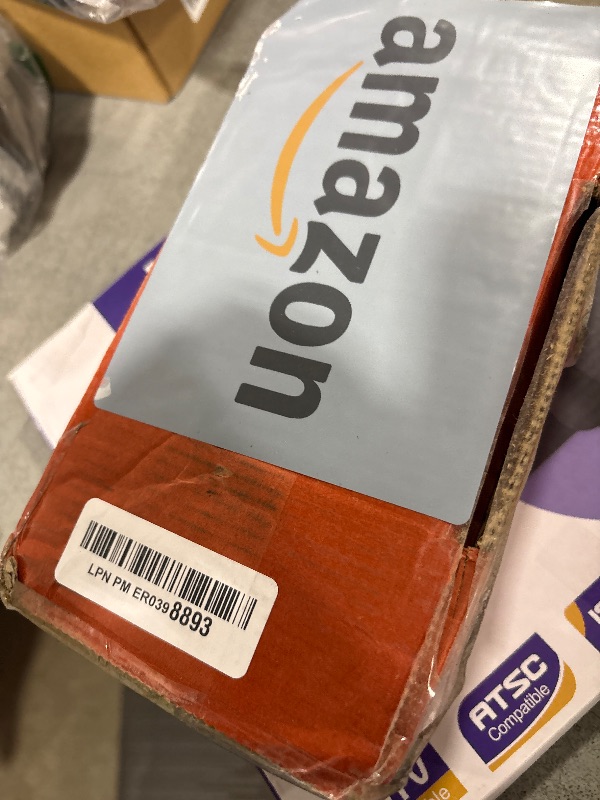 amazon
LPN PM ER0398893
ATSC
Compatible